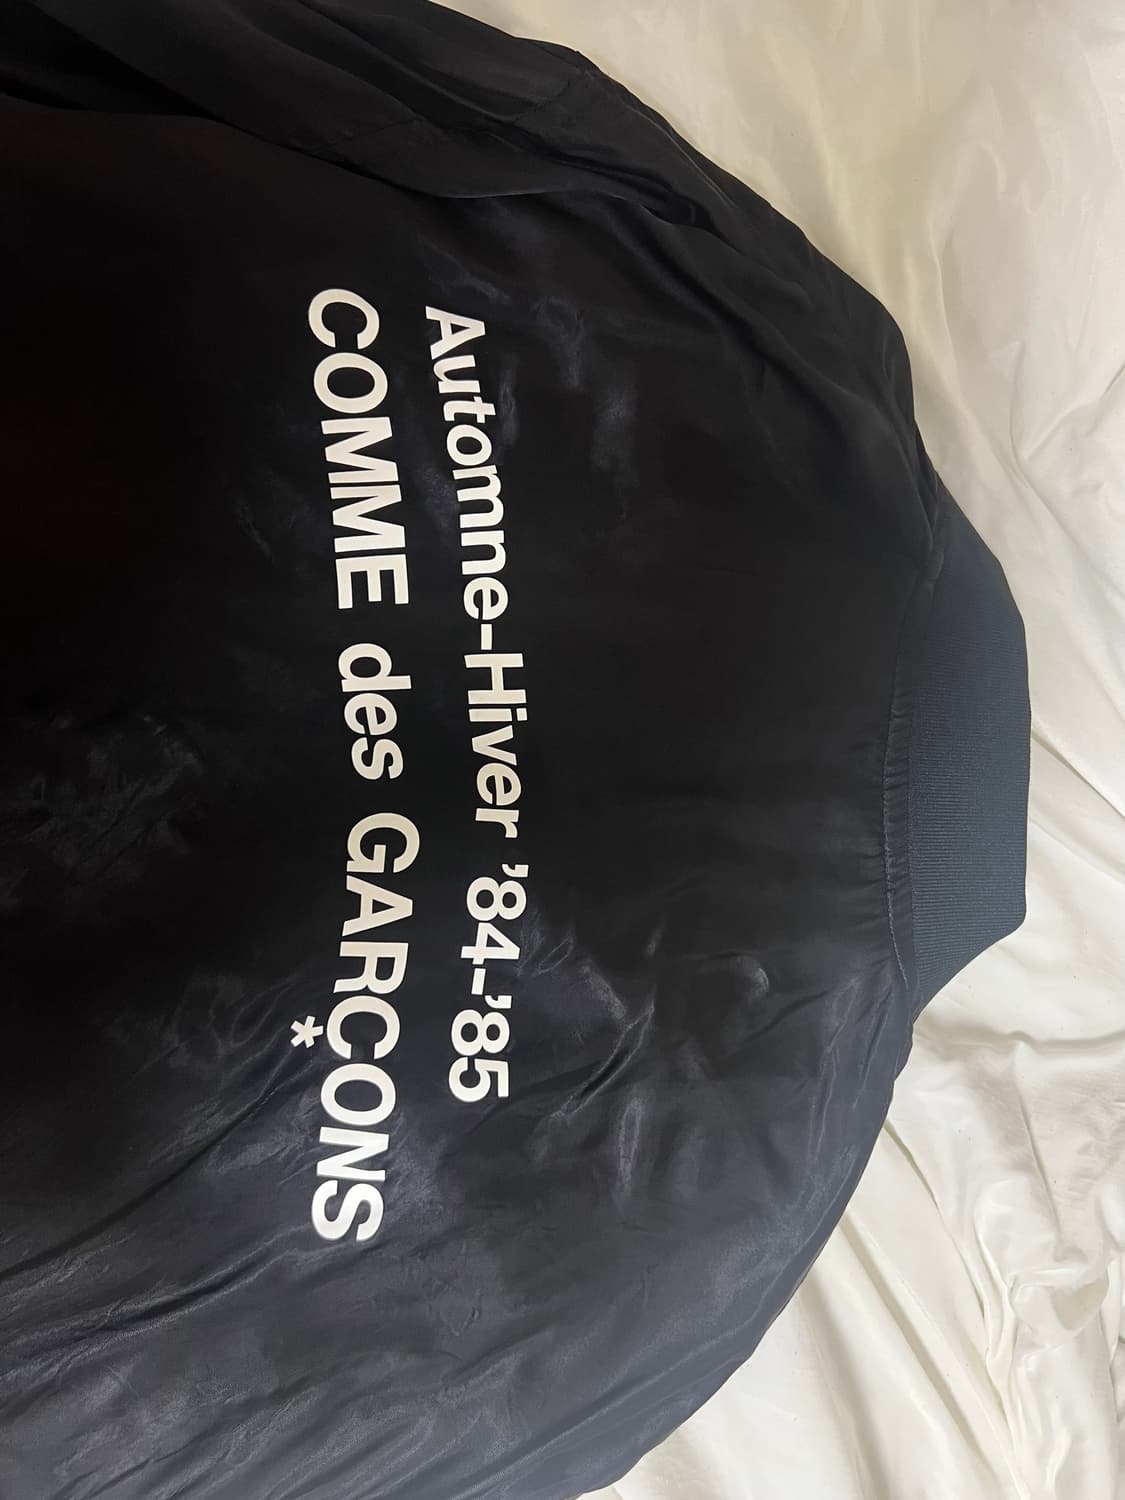 Automne-Hiver '84-'85
COMME des GARÇONS
*